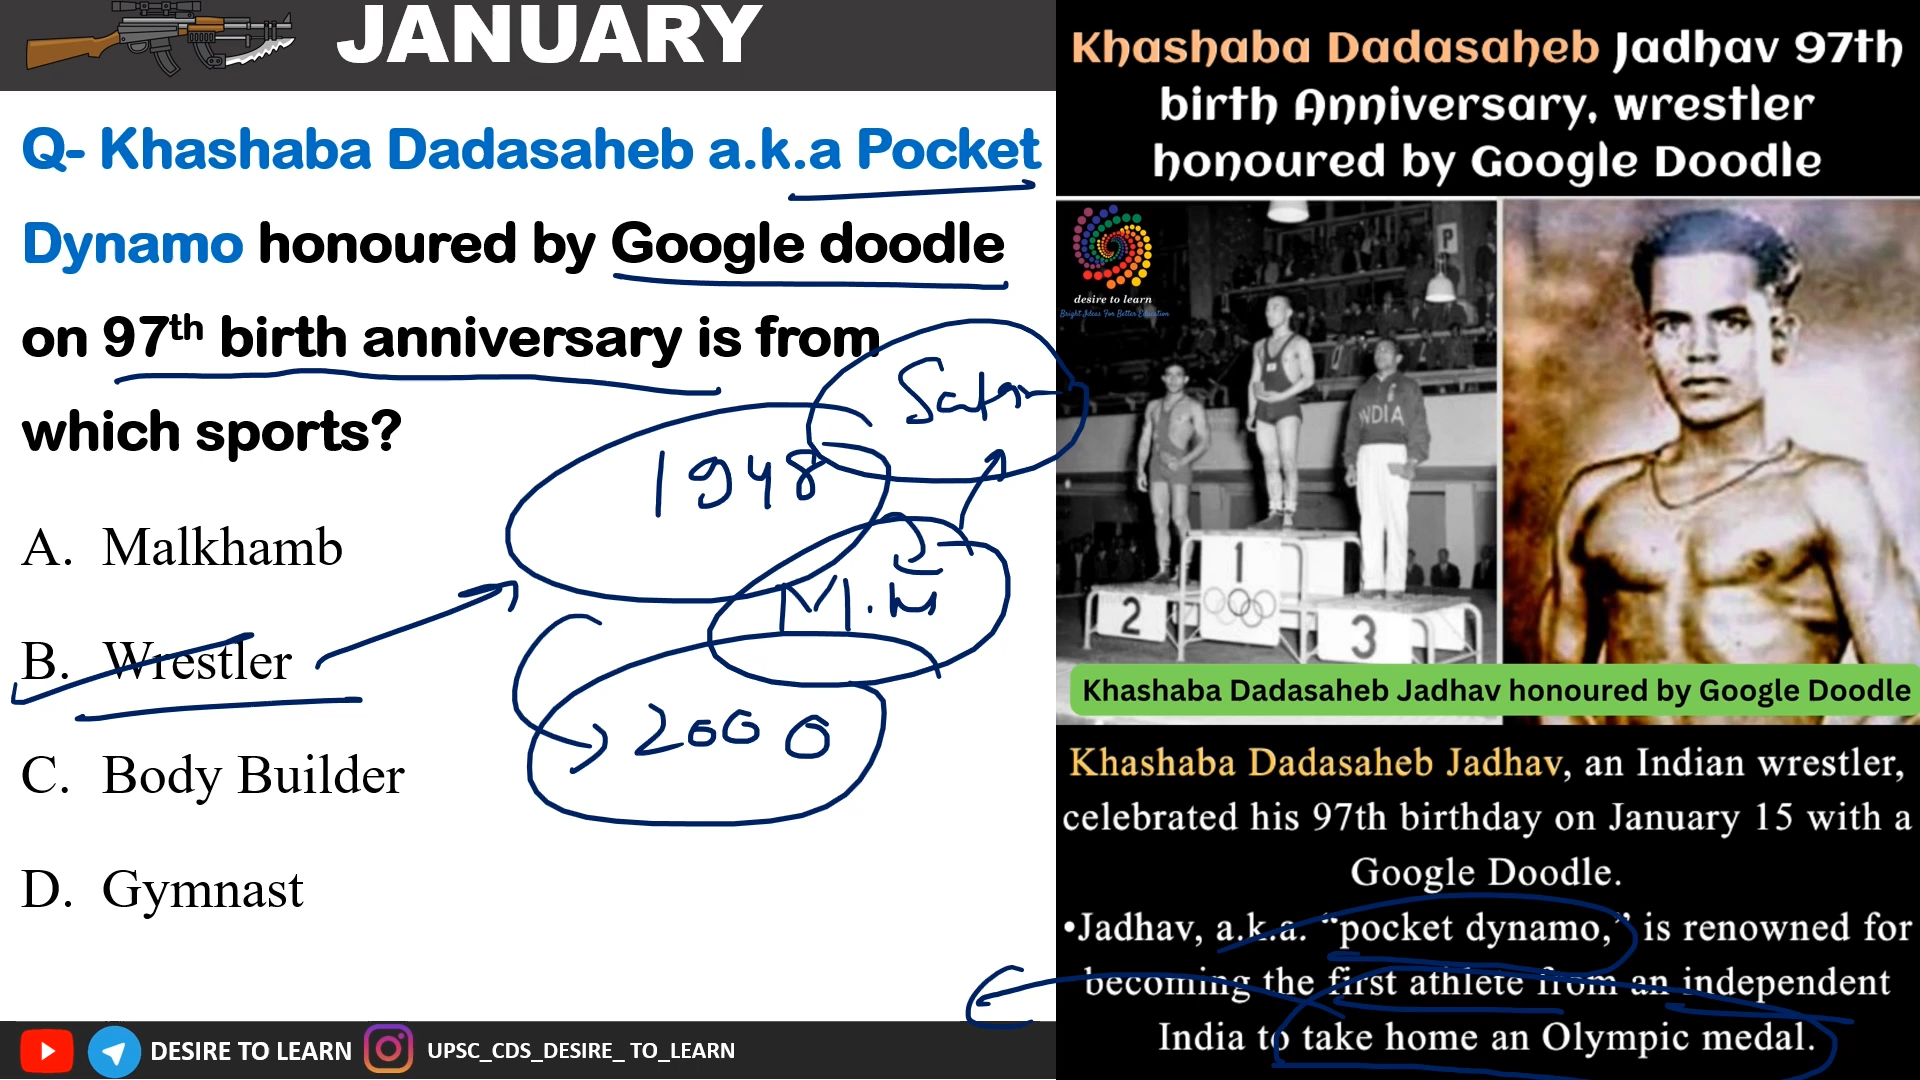 JANUARY
Q- Khashaba Dadasaheb a.k.a Pocket
Dynamo honoured by Google doodle
on 97th birth anniversary is from
which sports?
A. Malkhamb
B. Wrestler
C. Body Builder
D. Gymnast
1948
2000
DESIRE TO LEARN
UPSC_CDS_DESIRE_ TO_LEARN
Khashaba Dadasaheb Jadhav 97th
birth Anniversary, wrestler
honoured by Google Doodle
desire to learn
Bright Ideas For Better Education
P
INDIA
1
2
3
Khashaba Dadasaheb Jadhav honoured by Google Doodle
Khashaba Dadasaheb Jadhav, an Indian wrestler,
celebrated his 97th birthday on January 15 with a
Google Doodle.
•Jadhav, a.k.a. “pocket dynamo,” is renowned for
becoming the first athlete from an independent
India to take home an Olympic medal.